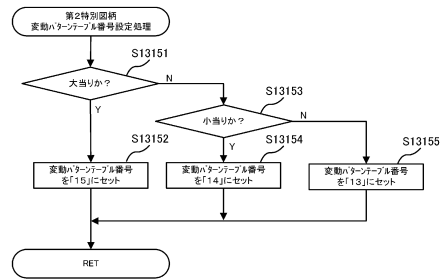 第2特別図柄
変動ﾊﾟﾀｰﾝﾃｰﾌﾞﾙ番号設定処理
S13151
大当りか？
N
Y
S13153
小当りか？
N
Y
S13152
変動ﾊﾟﾀｰﾝﾃｰﾌﾞﾙ番号
を「15」にセット
S13154
変動ﾊﾟﾀｰﾝﾃｰﾌﾞﾙ番号
を「14」にセット
S13155
変動ﾊﾟﾀｰﾝﾃｰﾌﾞﾙ番号
を「13」にセット
RET